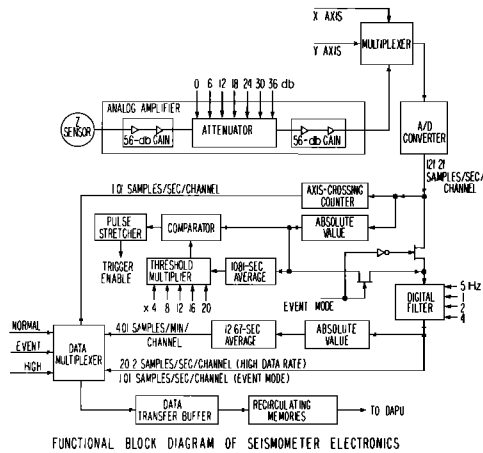 X AXIS
Y AXIS
MULTIPLEXER
0 6 12 18 24 30 36 db
ANALOG AMPLIFIER
Z SENSOR
56-db GAIN
ATTENUATOR
56-db GAIN
A/D CONVERTER
121 21 SAMPLES/SEC/CHANNEL
1 01 SAMPLES/SEC/CHANNEL
AXIS-CROSSING COUNTER
PULSE STRETCHER
COMPARATOR
ABSOLUTE VALUE
TRIGGER ENABLE
THRESHOLD MULTIPLIER
1081-SEC AVERAGE
x 4 8 12 16 20
EVENT MODE
DIGITAL FILTER
5 Hz
1
2
4
NORMAL
EVENT
HIGH
DATA MULTIPLEXER
4 01 SAMPLES/MIN/CHANNEL
12 67-SEC AVERAGE
ABSOLUTE VALUE
20 2 SAMPLES/SEC/CHANNEL (HIGH DATA RATE)
1 01 SAMPLES/SEC/CHANNEL (EVENT MODE)
DATA TRANSFER BUFFER
RECIRCULATING MEMORIES
TO DAPU
FUNCTIONAL BLOCK DIAGRAM OF SEISMOMETER ELECTRONICS